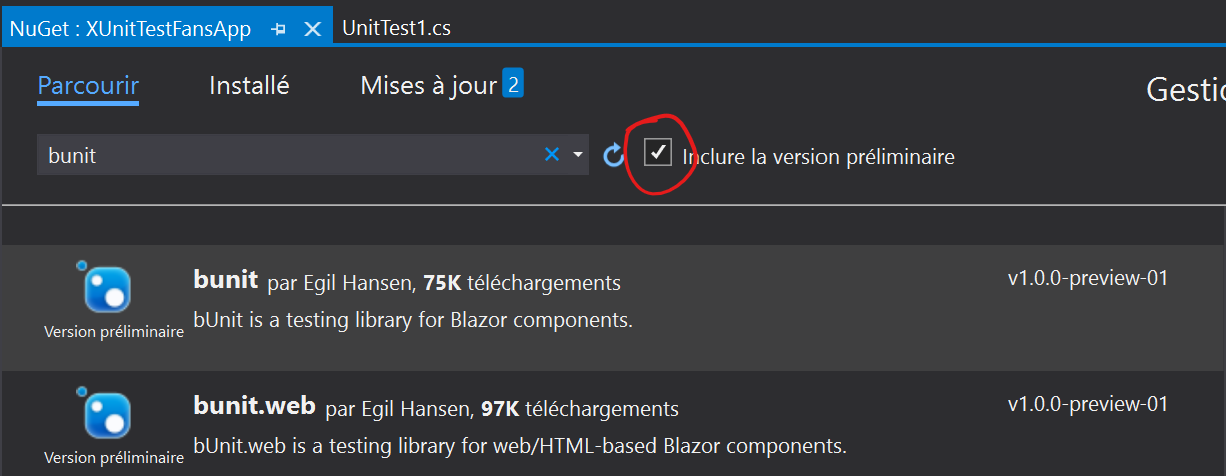 NuGet : XUnitTestFansApp UnitTest1.cs
Parcourir Installé Mises à jour 2
bunit Inclure la version préliminaire
bunit par Egil Hansen, 75K téléchargements v1.0.0-preview-01
bUnit is a testing library for Blazor components.
Version préliminaire
bunit.web par Egil Hansen, 97K téléchargements v1.0.0-preview-01
bUnit.web is a testing library for web/HTML-based Blazor components.
Version préliminaire